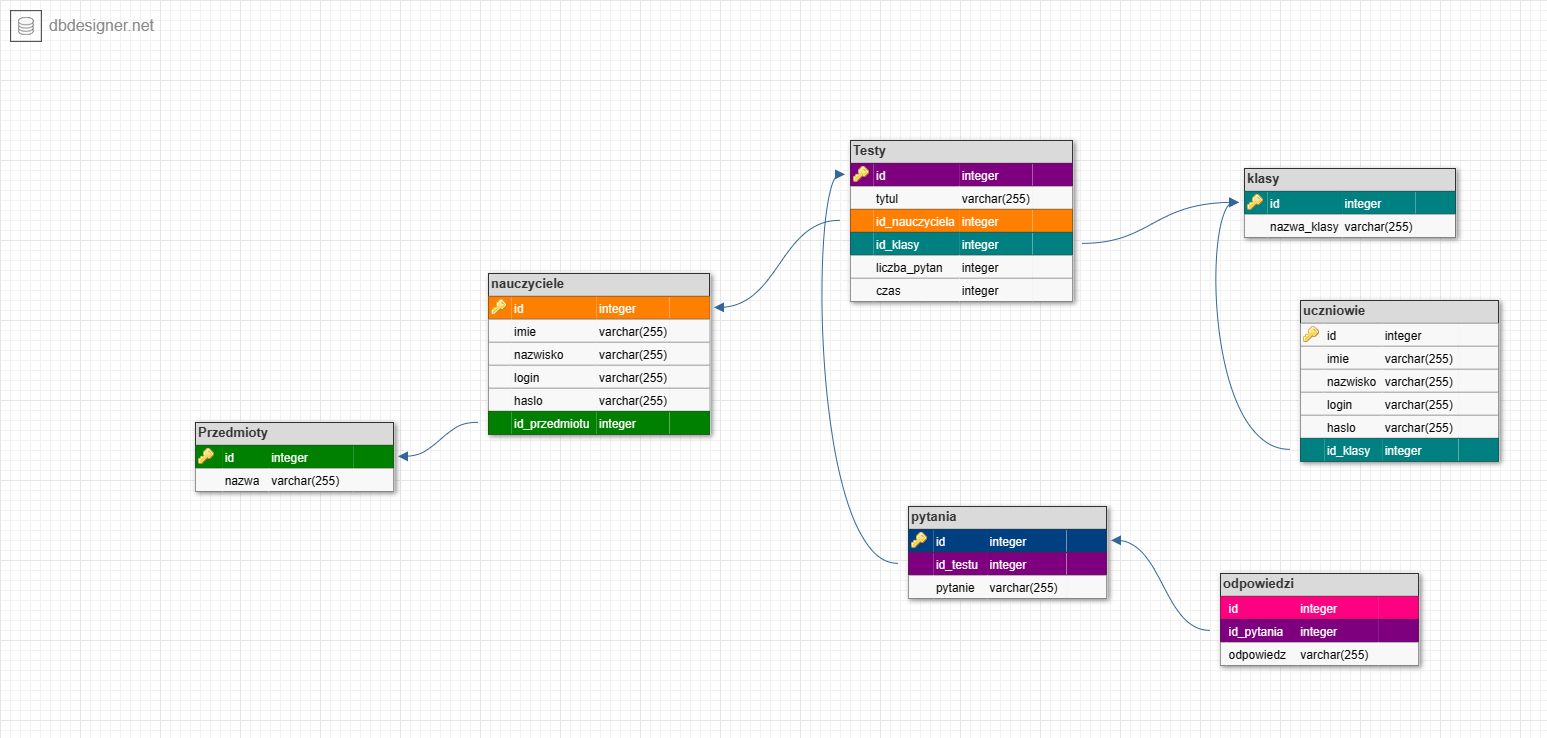 dbdesigner.net
Testy
id integer
tytul varchar(255)
id_nauczyciela integer
id_klasy integer
liczba_pytan integer
czas integer
klasy
id integer
nazwa_klasy varchar(255)
nauczyciele
id integer
imie varchar(255)
nazwisko varchar(255)
login varchar(255)
haslo varchar(255)
id_przedmiotu integer
uczniowie
id integer
imie varchar(255)
nazwisko varchar(255)
login varchar(255)
haslo varchar(255)
id_klasy integer
Przedmioty
id integer
nazwa varchar(255)
pytania
id integer
id_testu integer
pytanie varchar(255)
odpowiedzi
id integer
id_pytania integer
odpowiedz varchar(255)